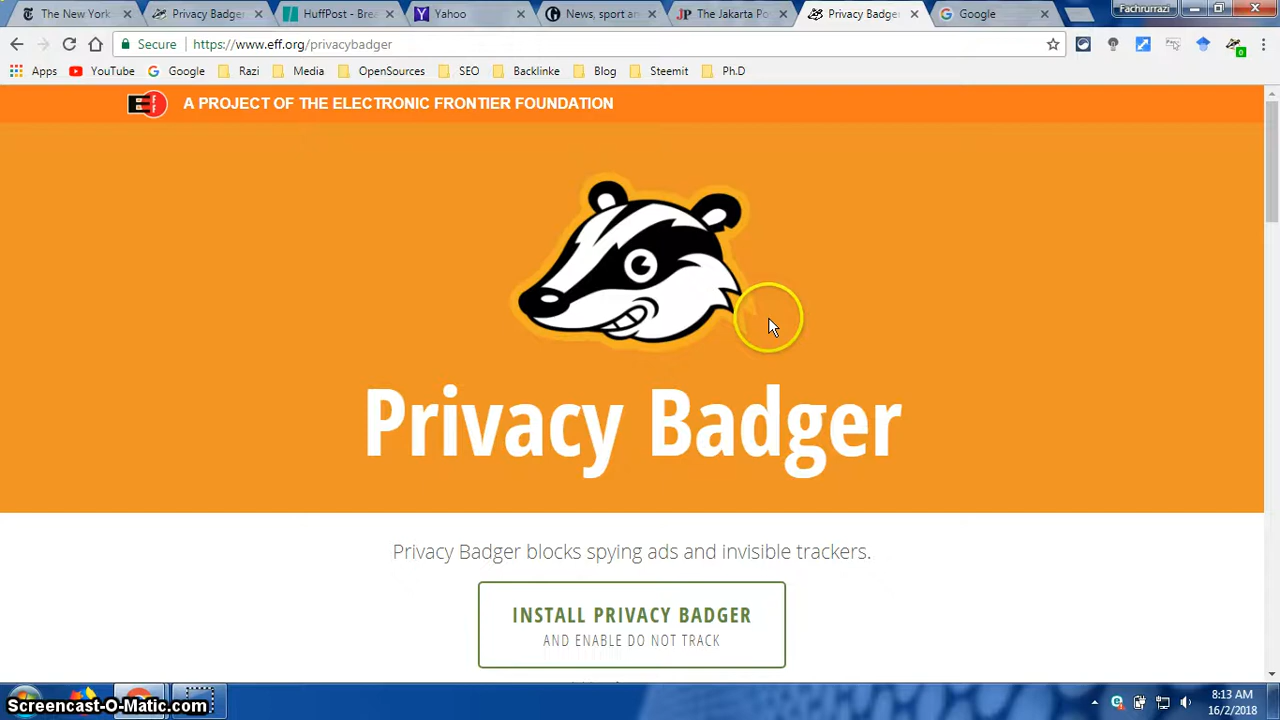 The New York
Privacy Badger
HuffPost - Brea
Yahoo
News, sport an
The Jakarta Po
Privacy Badger
Google
Fachrurrazi
Secure
https://www.eff.org/privacybadger
0
Apps
YouTube
Google
Razi
Media
OpenSources
SEO
Backlinke
Blog
Steemit
Ph.D
A PROJECT OF THE ELECTRONIC FRONTIER FOUNDATION
Privacy Badger
Privacy Badger blocks spying ads and invisible trackers.
INSTALL PRIVACY BADGER
AND ENABLE DO NOT TRACK
8:13 AM
16/2/2018
Screencast-O-Matic.com